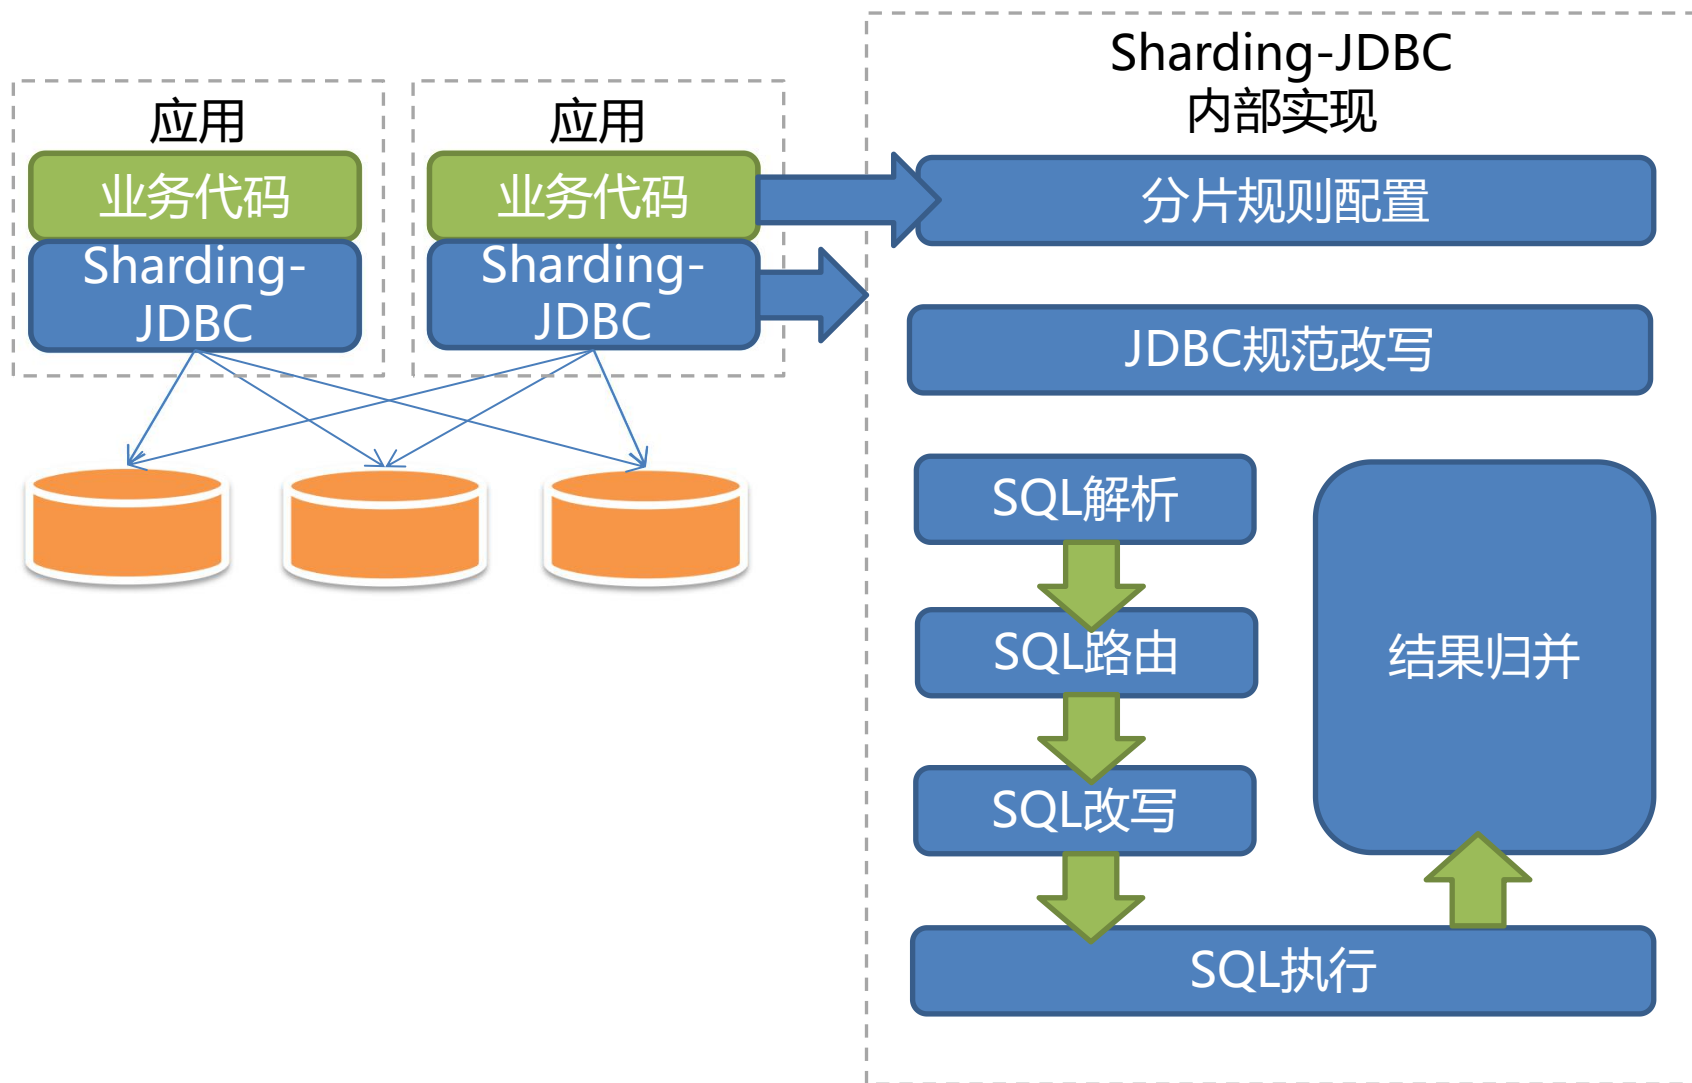 应用
业务代码
Sharding-
JDBC
应用
业务代码
Sharding-
JDBC
Sharding-JDBC
内部实现
分片规则配置
JDBC规范改写
SQL解析
SQL路由
SQL改写
结果归并
SQL执行